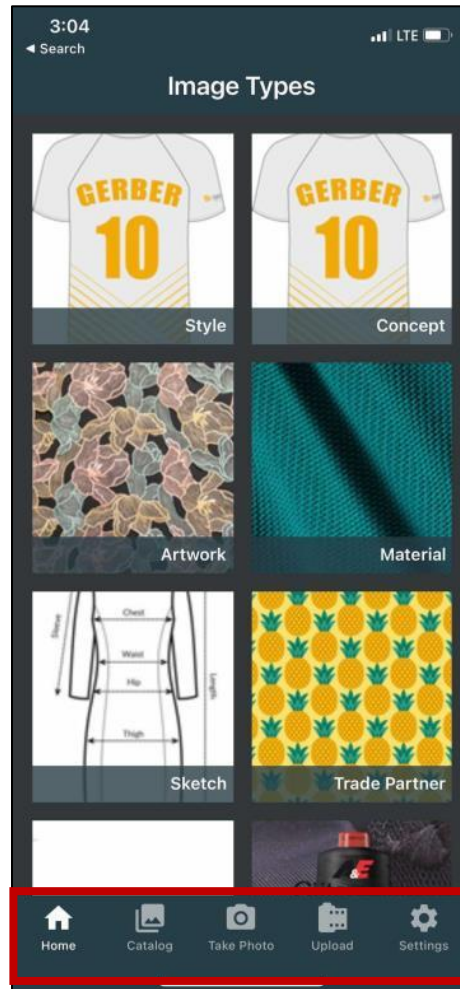 3:04
LTE
Search
Image Types
GERBER
10
GERBER
10
Style
Concept
Artwork
Material
Chest
Sleeve
Waist
Hip
Length
Thigh
Sketch
Trade Partner
A&E
Home
Catalog
Take Photo
Upload
Settings